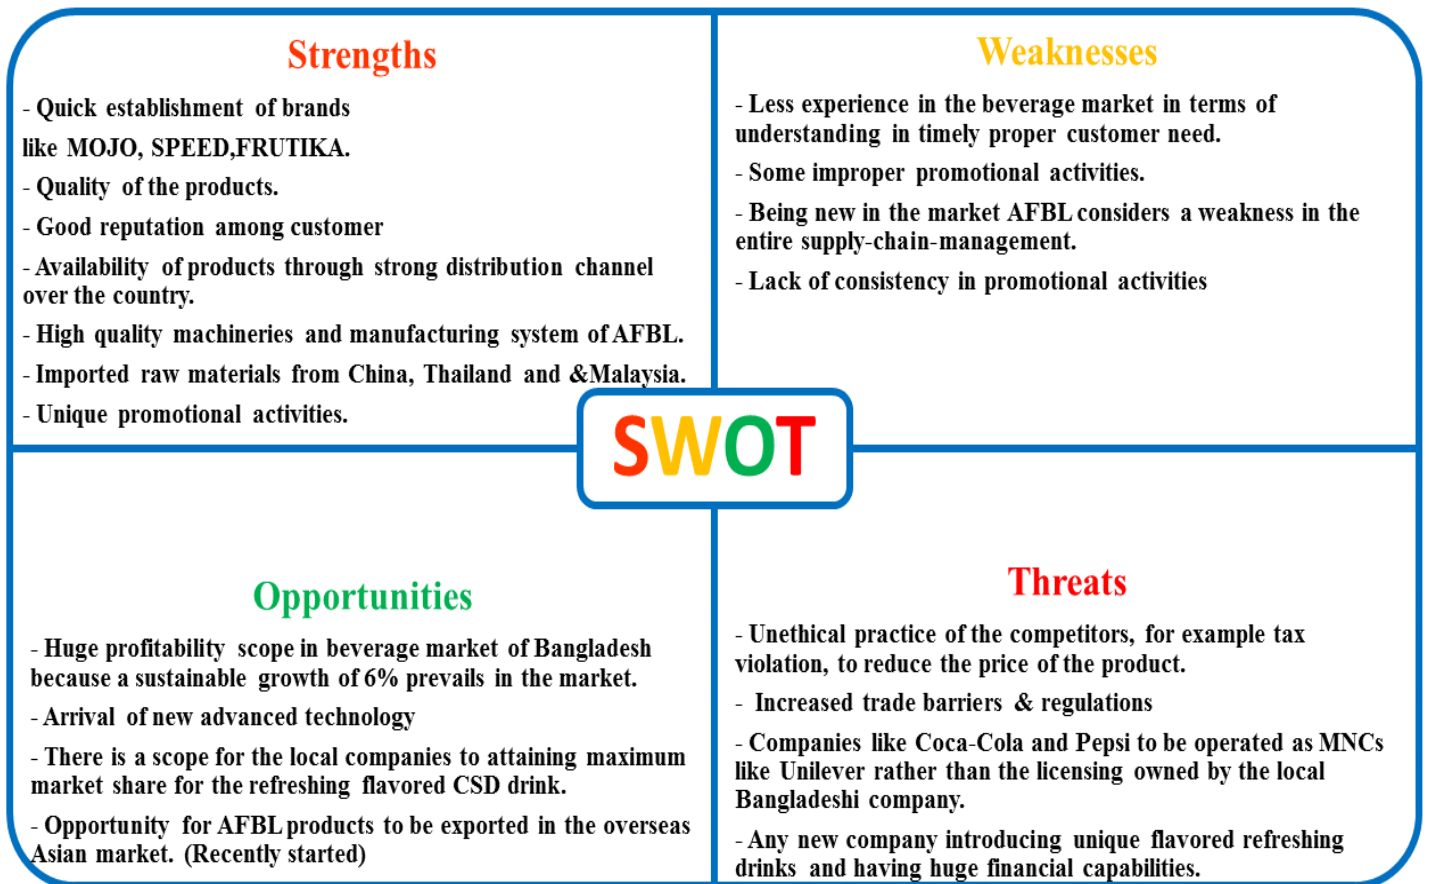 Strengths
- Quick establishment of brands
like MOJO, SPEED,FRUTIKA.
- Quality of the products.
- Good reputation among customer
- Availability of products through strong distribution channel
over the country.
- High quality machineries and manufacturing system of AFBL.
- Imported raw materials from China, Thailand and &Malaysia.
- Unique promotional activities.
Weaknesses
- Less experience in the beverage market in terms of
understanding in timely proper customer need.
- Some improper promotional activities.
- Being new in the market AFBL considers a weakness in the
entire supply-chain-management.
- Lack of consistency in promotional activities
SWOT
Opportunities
- Huge profitability scope in beverage market of Bangladesh
because a sustainable growth of 6% prevails in the market.
- Arrival of new advanced technology
- There is a scope for the local companies to attaining maximum
market share for the refreshing flavored CSD drink.
- Opportunity for AFBL products to be exported in the overseas
Asian market. (Recently started)
Threats
- Unethical practice of the competitors, for example tax
violation, to reduce the price of the product.
- Increased trade barriers & regulations
- Companies like Coca-Cola and Pepsi to be operated as MNCs
like Unilever rather than the licensing owned by the local
Bangladeshi company.
- Any new company introducing unique flavored refreshing
drinks and having huge financial capabilities.